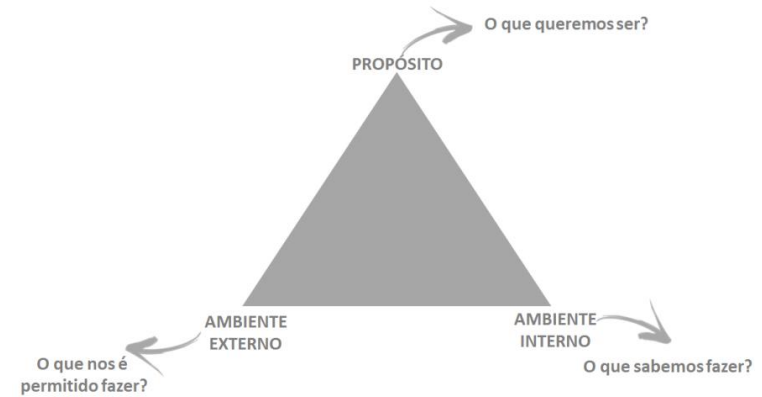 O que queremos ser?
PROPÓSITO
AMBIENTE
EXTERNO
AMBIENTE
INTERNO
O que nos é
permitido fazer?
O que sabemos fazer?